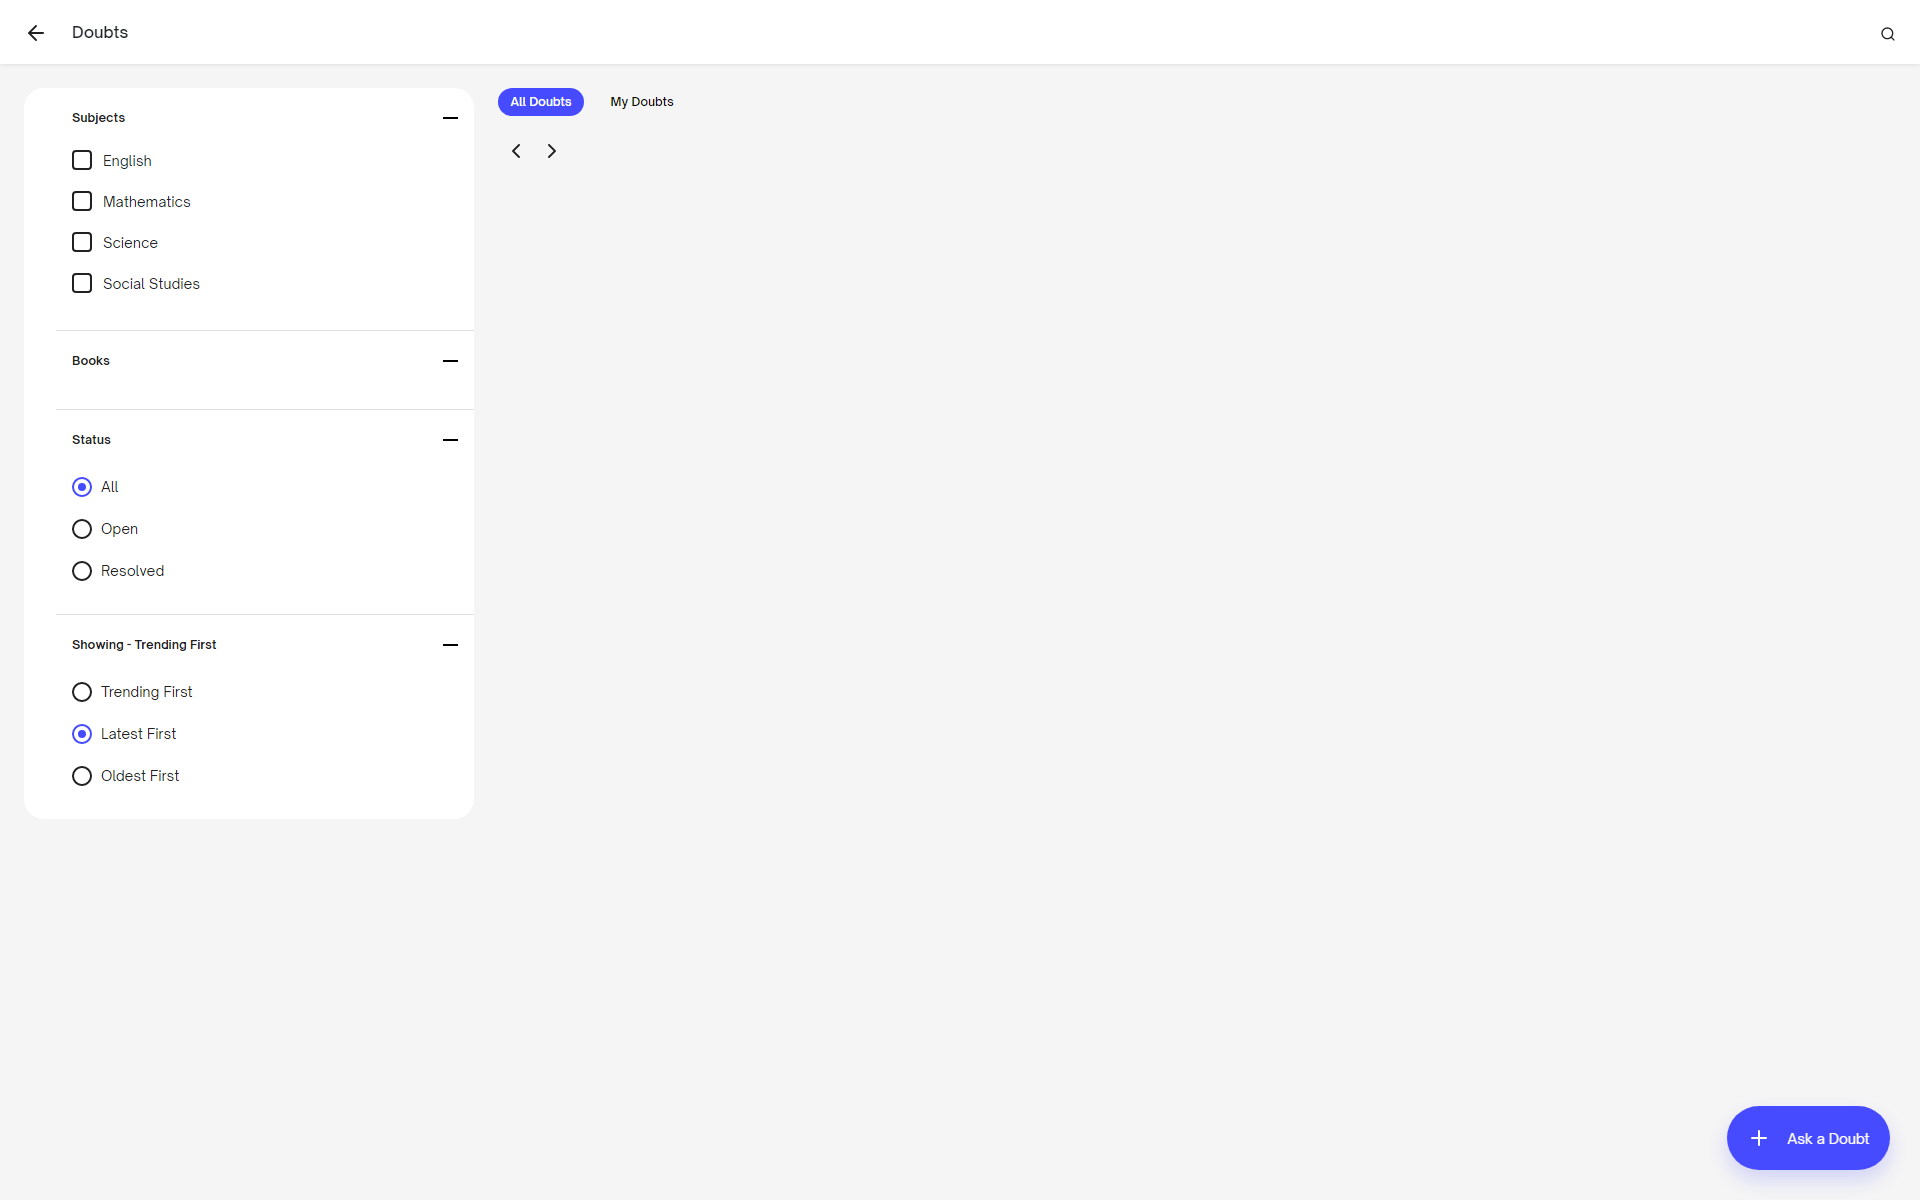 Doubts
Subjects
English
Mathematics
Science
Social Studies
Books
Status
All
Open
Resolved
Showing - Trending First
Trending First
Latest First
Oldest First
All Doubts
My Doubts
Ask a Doubt